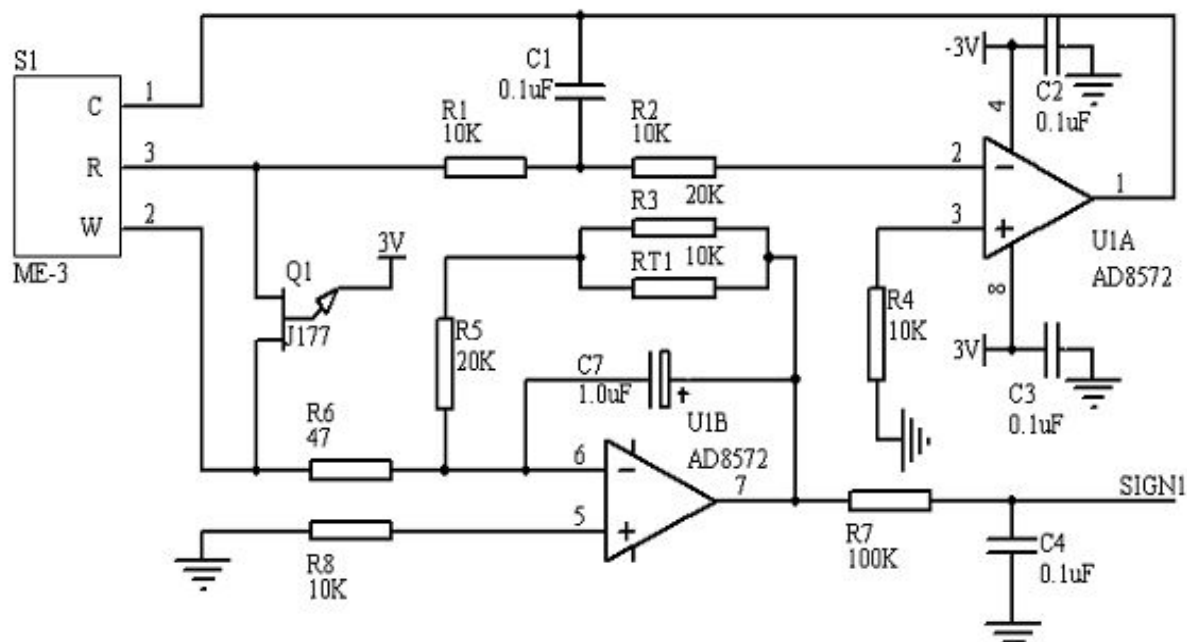 S1
C 1
R 3
W 2
ME-3
C1
0.1uF
R1
10K
R2
10K
-3V
4
C2
0.1uF
2
1
3
U1A
AD8572
20K
R3
10K
RT1
3V
Q1
J177
R5
20K
R4
10K
8
3V
C3
0.1uF
C7
1.0uF
U1B
AD8572
R6
47
6
7
5
R8
10K
R7
100K
SIGN1
C4
0.1uF